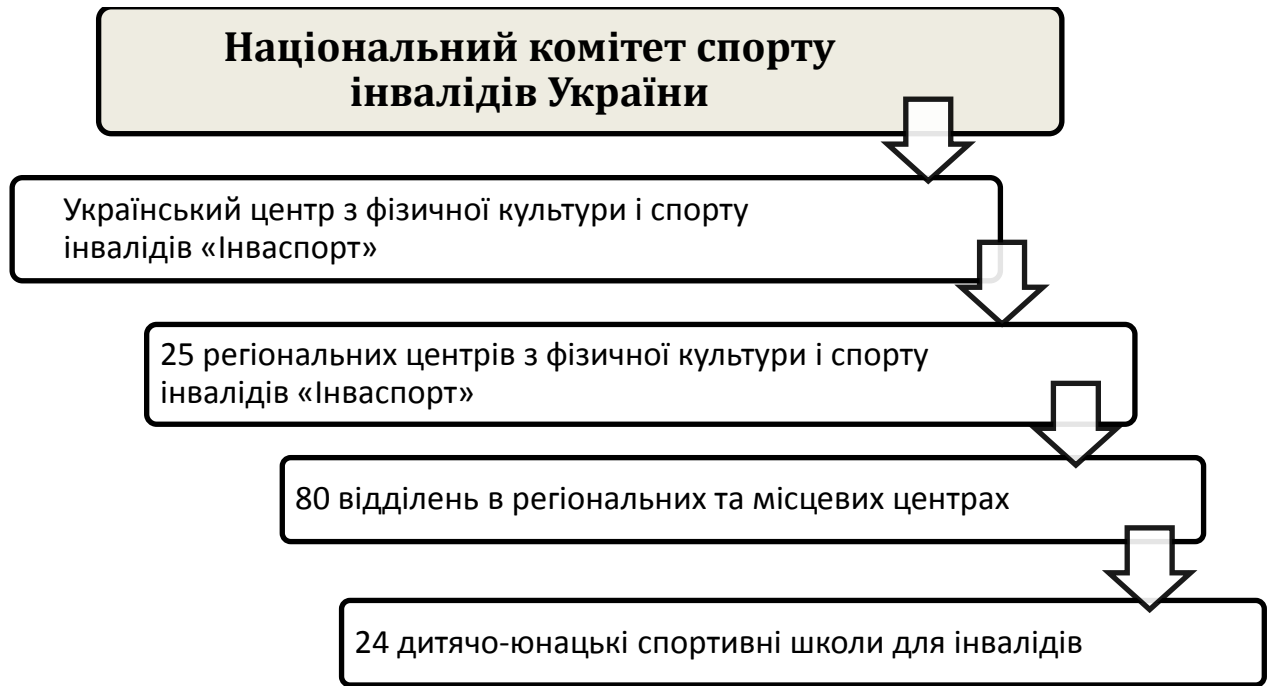 Національний комітет спорту
інвалідів України
Український центр з фізичної культури і спорту
інвалідів «Інваспорт»
25 регіональних центрів з фізичної культури і спорту
інвалідів «Інваспорт»
80 відділень в регіональних та місцевих центрах
24 дитячо-юнацькі спортивні школи для інвалідів